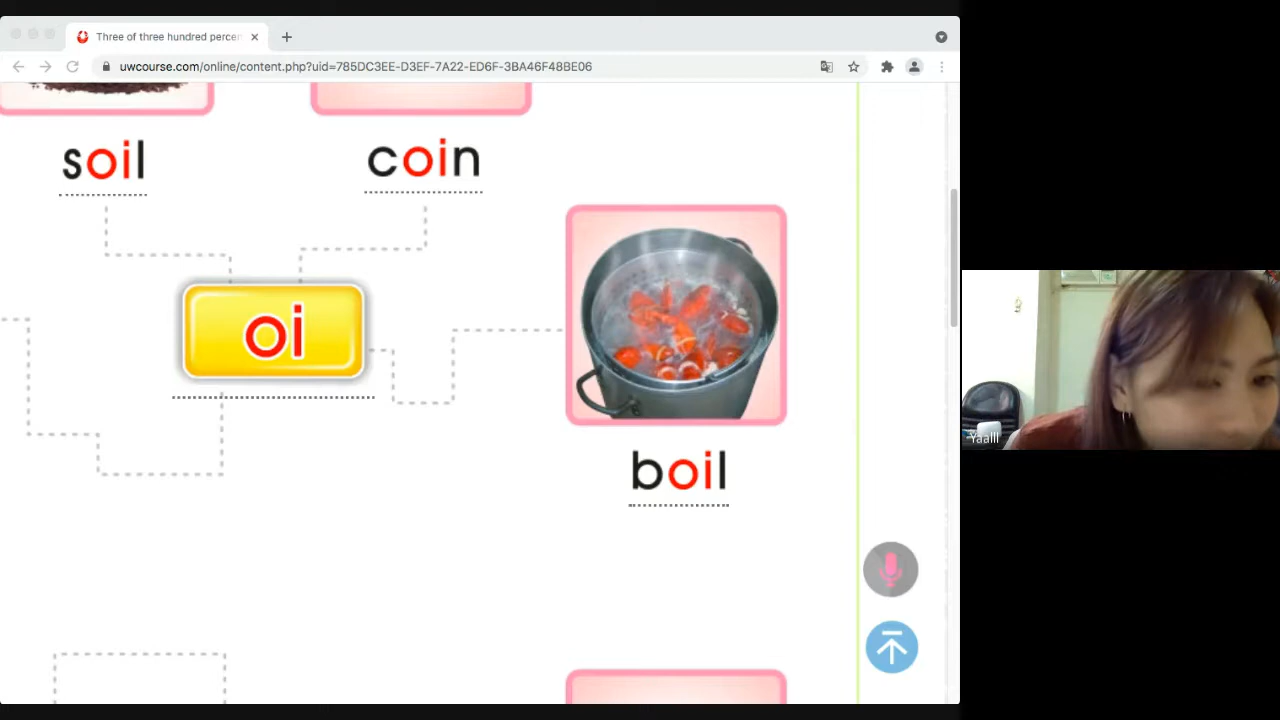 Three of three hundred percen
uwcourse.com/online/content.php?uid=785DC3EE-D3EF-7A22-ED6F-3BA46F48BE06
soil
coin
oi
boil
Yaalll